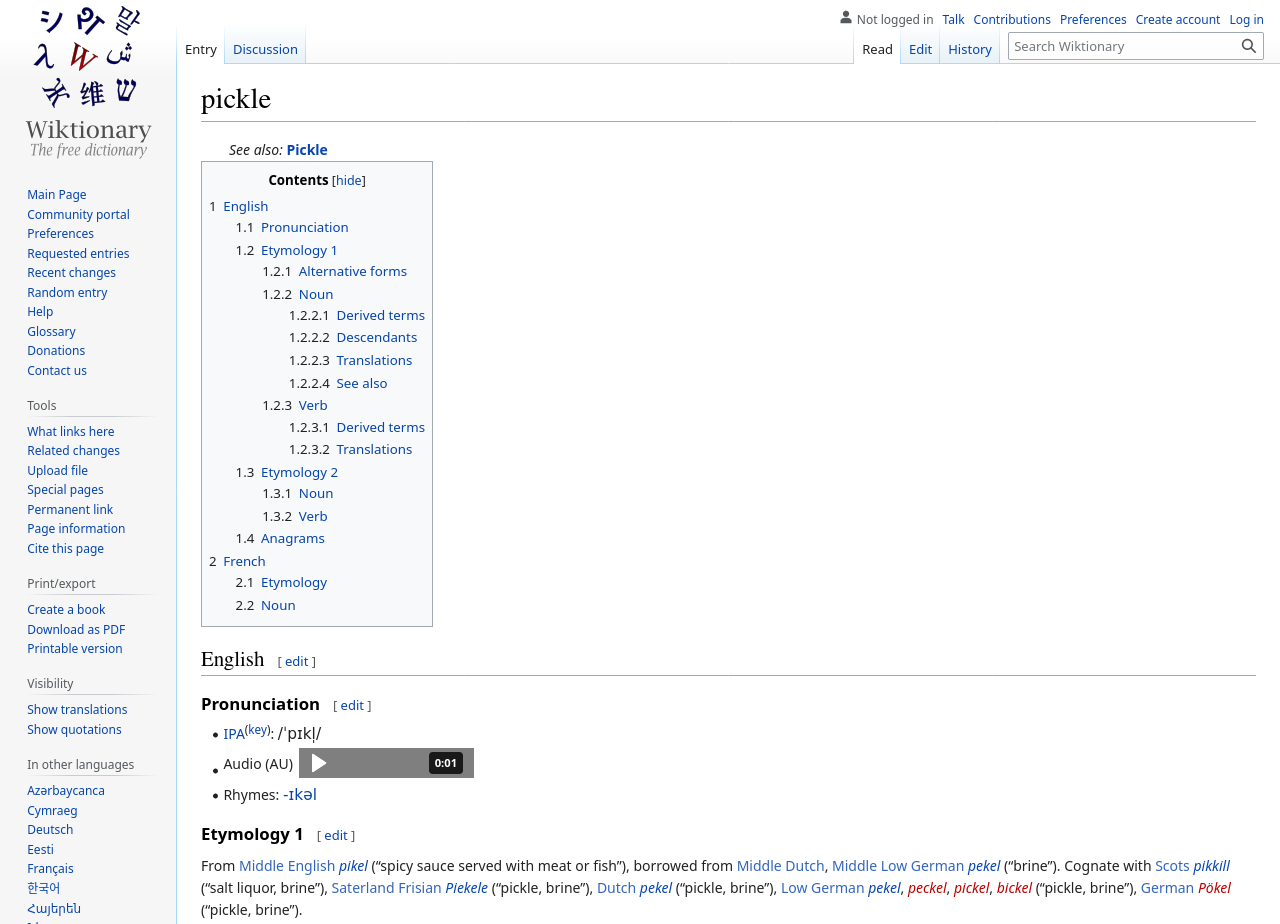 Not logged in Talk Contributions Preferences Create account Log in
Entry Discussion Read Edit History Search Wiktionary
Wiktionary
The free dictionary
Main Page
Community portal
Preferences
Requested entries
Recent changes
Random entry
Help
Glossary
Donations
Contact us
Tools
What links here
Related changes
Upload file
Special pages
Permanent link
Page information
Cite this page
Print/export
Create a book
Download as PDF
Printable version
Visibility
Show translations
Show quotations
In other languages
Azərbaycanca
Cymraeg
Deutsch
Eesti
Français
한국어
Հայերեն
pickle
See also: Pickle
Contents [hide]
1 English
1.1 Pronunciation
1.2 Etymology 1
1.2.1 Alternative forms
1.2.2 Noun
1.2.2.1 Derived terms
1.2.2.2 Descendants
1.2.2.3 Translations
1.2.2.4 See also
1.2.3 Verb
1.2.3.1 Derived terms
1.2.3.2 Translations
1.3 Etymology 2
1.3.1 Noun
1.3.2 Verb
1.4 Anagrams
2 French
2.1 Etymology
2.2 Noun
English [ edit ]
Pronunciation [ edit ]
• IPA(key): /ˈpɪkl̩/
• Audio (AU) 0:01
• Rhymes: -ɪkəl
Etymology 1 [ edit ]
From Middle English pikel (“spicy sauce served with meat or fish”), borrowed from Middle Dutch, Middle Low German pekel (“brine”). Cognate with Scots pikkill
(“salt liquor, brine”), Saterland Frisian Piekele (“pickle, brine”), Dutch pekel (“pickle, brine”), Low German pekel, peckel, pickel, bickel (“pickle, brine”), German Pökel
(“pickle, brine”).